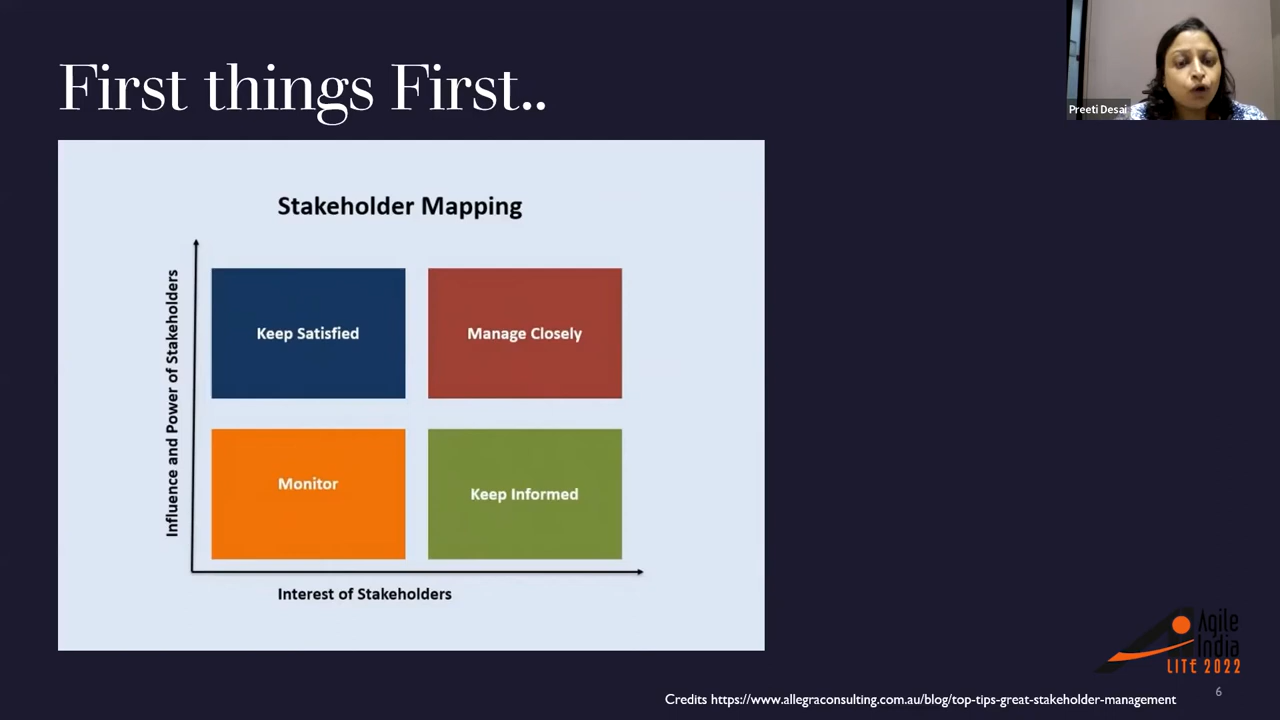 First things First..
Preeti Desai
Stakeholder Mapping
Influence and Power of Stakeholders
Keep Satisfied
Manage Closely
Monitor
Keep Informed
Interest of Stakeholders
Agile
India
LITE 2022
Credits https://www.allegraconsulting.com.au/blog/top-tips-great-stakeholder-management
6